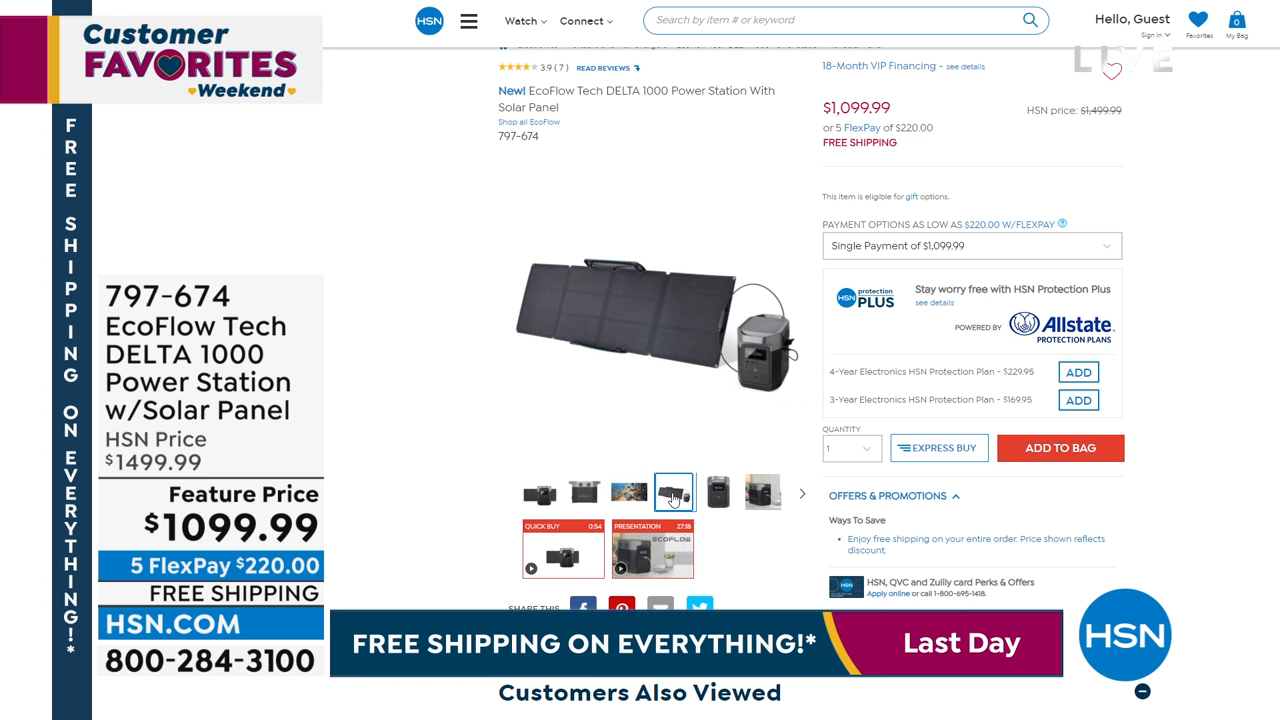 Customer
FAVORITES
Weekend
FREE SHIPPING ON EVERYTHING!*
797-674
EcoFlow Tech
DELTA 1000
Power Station
w/Solar Panel
HSN Price
$1499.99
Feature Price
$1099.99
5 FlexPay $220.00
FREE SHIPPING
HSN.COM
800-284-3100
HSN
Watch
Connect
Search by item # or keyword
Hello, Guest
Sign in
Favorites
0
My Bag
LIVE
3.9 ( 7 )
READ REVIEWS
New! EcoFlow Tech DELTA 1000 Power Station With
Solar Panel
Shop all EcoFlow
797-674
QUICK BUY 0:54
PRESENTATION 27:18
ECOFLOW
SHARE THIS
18-Month VIP Financing - see details
$1,099.99
HSN price: $1,499.99
or 5 FlexPay of $220.00
FREE SHIPPING
This item is eligible for gift options.
PAYMENT OPTIONS AS LOW AS $220.00 W/FLEXPAY ?
Single Payment of $1,099.99
HSN protection PLUS
Stay worry free with HSN Protection Plus
see details
POWERED BY
Allstate.
PROTECTION PLANS
4-Year Electronics HSN Protection Plan - $229.95
ADD
3-Year Electronics HSN Protection Plan - $169.95
ADD
QUANTITY
1
EXPRESS BUY
ADD TO BAG
OFFERS & PROMOTIONS
Ways To Save
Enjoy free shipping on your entire order. Price shown reflects
discount.
HSN, QVC and Zulily card Perks & Offers
Apply online or call 1-800-695-1418.
FREE SHIPPING ON EVERYTHING!*
Last Day
HSN
Customers Also Viewed